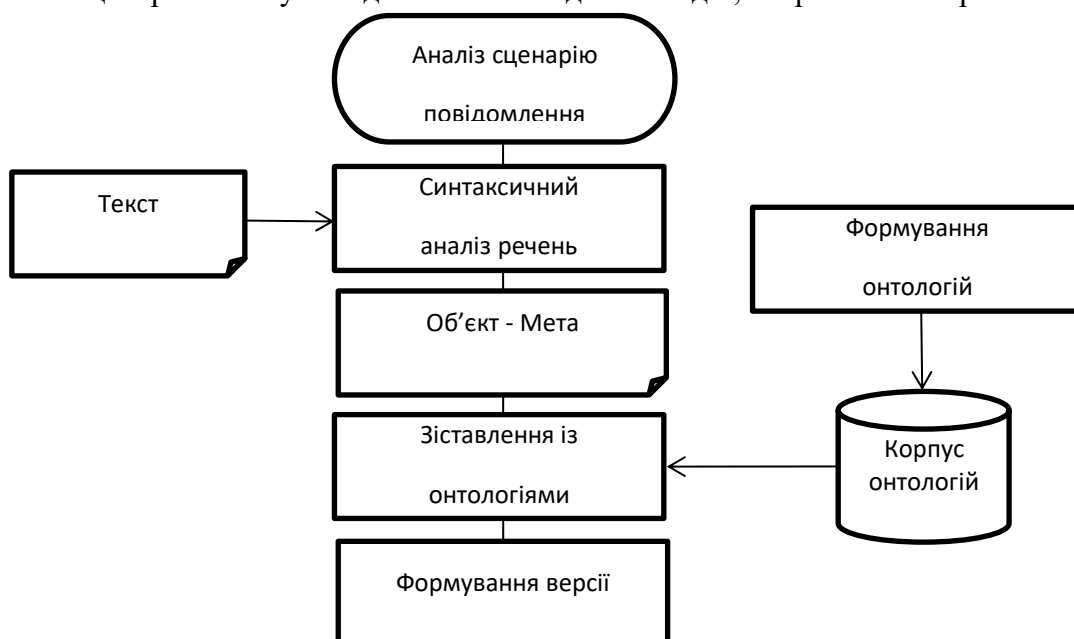 Аналіз сценарію
повідомлення
Текст
Синтаксичний
аналіз речень
Формування
онтологій
Об’єкт - Мета
Зіставлення із
онтологіями
Корпус
онтологій
Формування версії